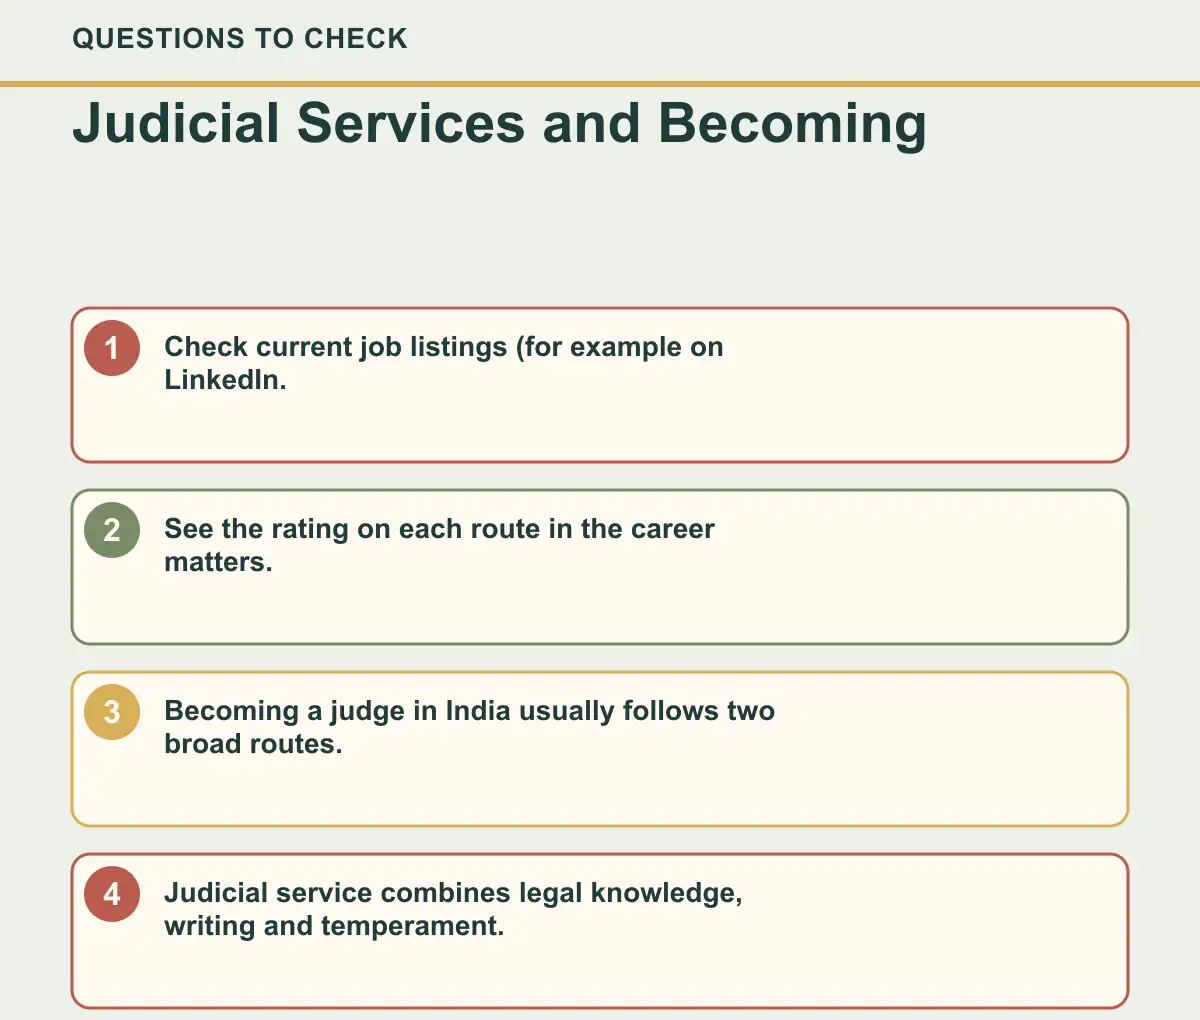 QUESTIONS TO CHECK
Judicial Services and Becoming
1
Check current job listings (for example on
LinkedIn.
2
See the rating on each route in the career
matters.
3
Becoming a judge in India usually follows two
broad routes.
4
Judicial service combines legal knowledge,
writing and temperament.